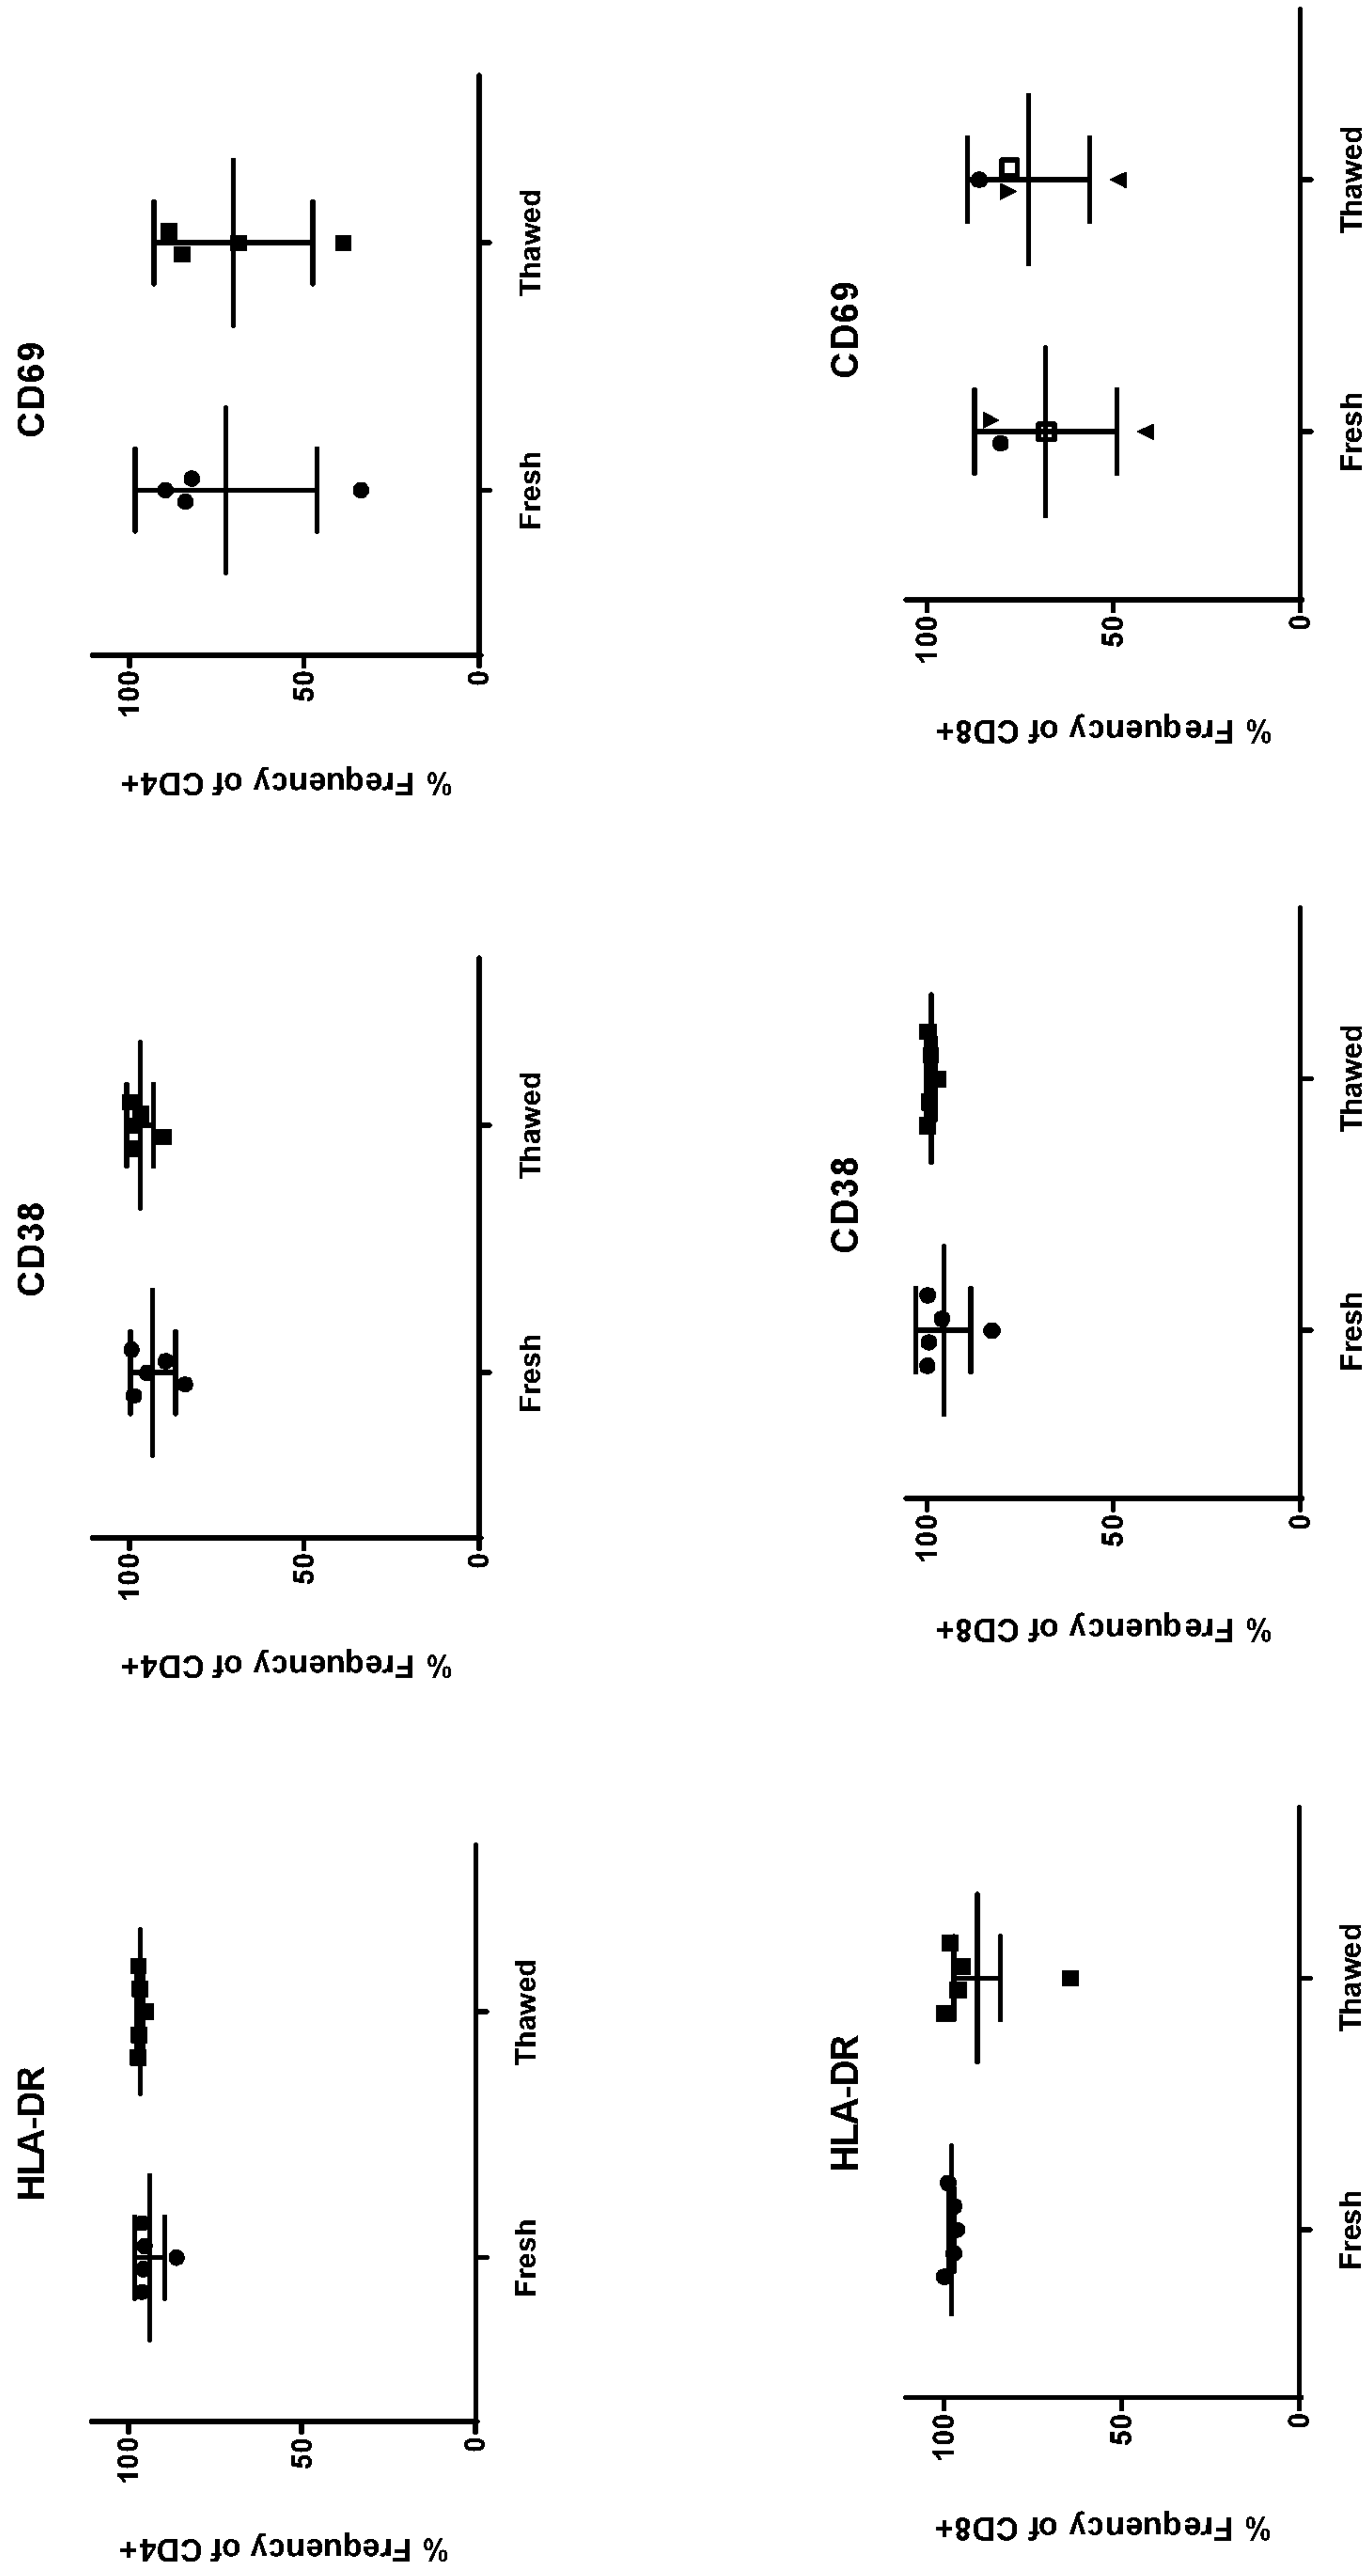 HLA-DR
% Frequency of CD4+
100
50
0
Fresh
Thawed
CD38
% Frequency of CD4+
100
50
0
Fresh
Thawed
CD69
% Frequency of CD4+
100
50
0
Fresh
Thawed
HLA-DR
% Frequency of CD8+
100
50
0
Fresh
Thawed
CD38
% Frequency of CD8+
100
50
0
Fresh
Thawed
CD69
% Frequency of CD8+
100
50
0
Fresh
Thawed